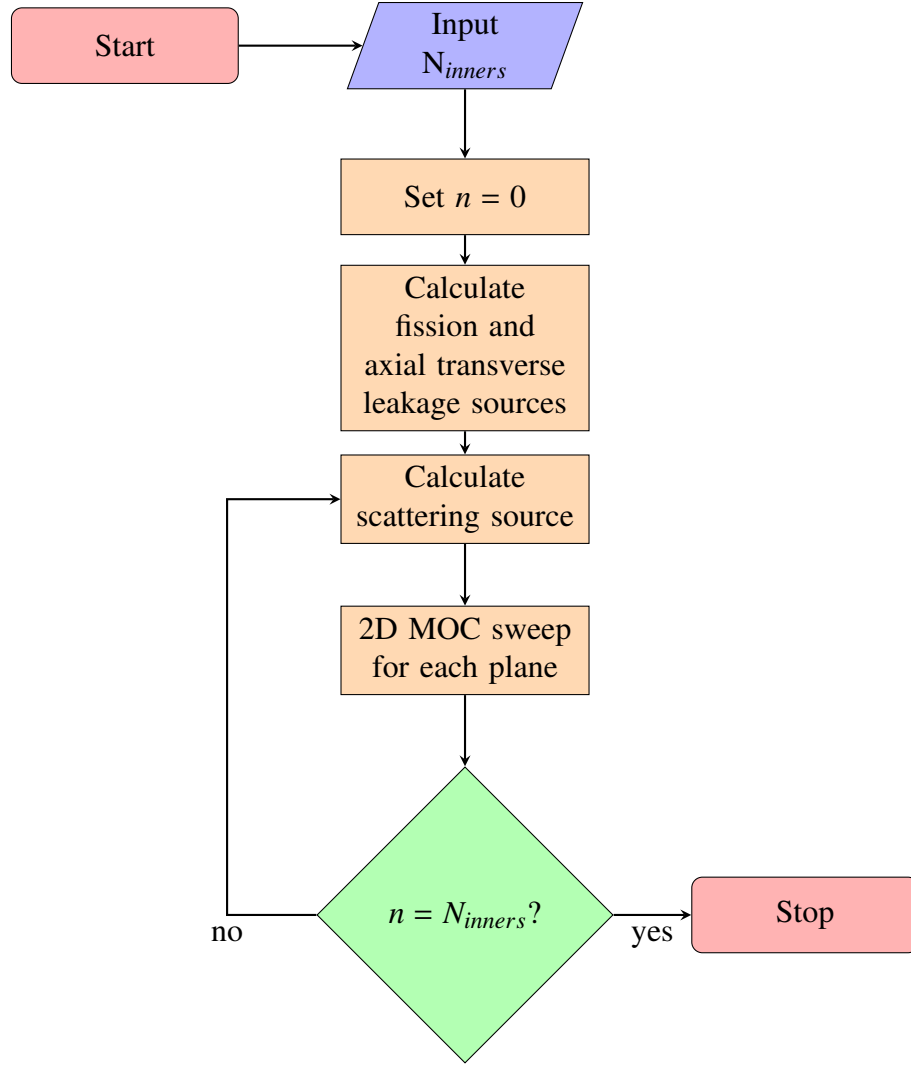 Start
Input
N_inners
Set n = 0
Calculate
fission and
axial transverse
leakage sources
Calculate
scattering source
2D MOC sweep
for each plane
n = N_inners?
no
yes
Stop